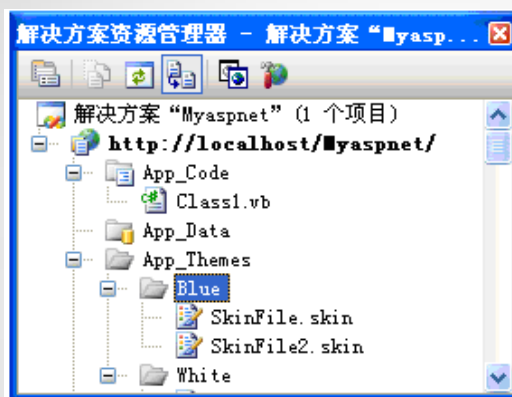 解决方案资源管理器 - 解决方案“Myasp...
解决方案“Myaspnet”(1 个项目)
http://localhost/Myaspnet/
App_Code
Class1.vb
App_Data
App_Themes
Blue
SkinFile.skin
SkinFile2.skin
White